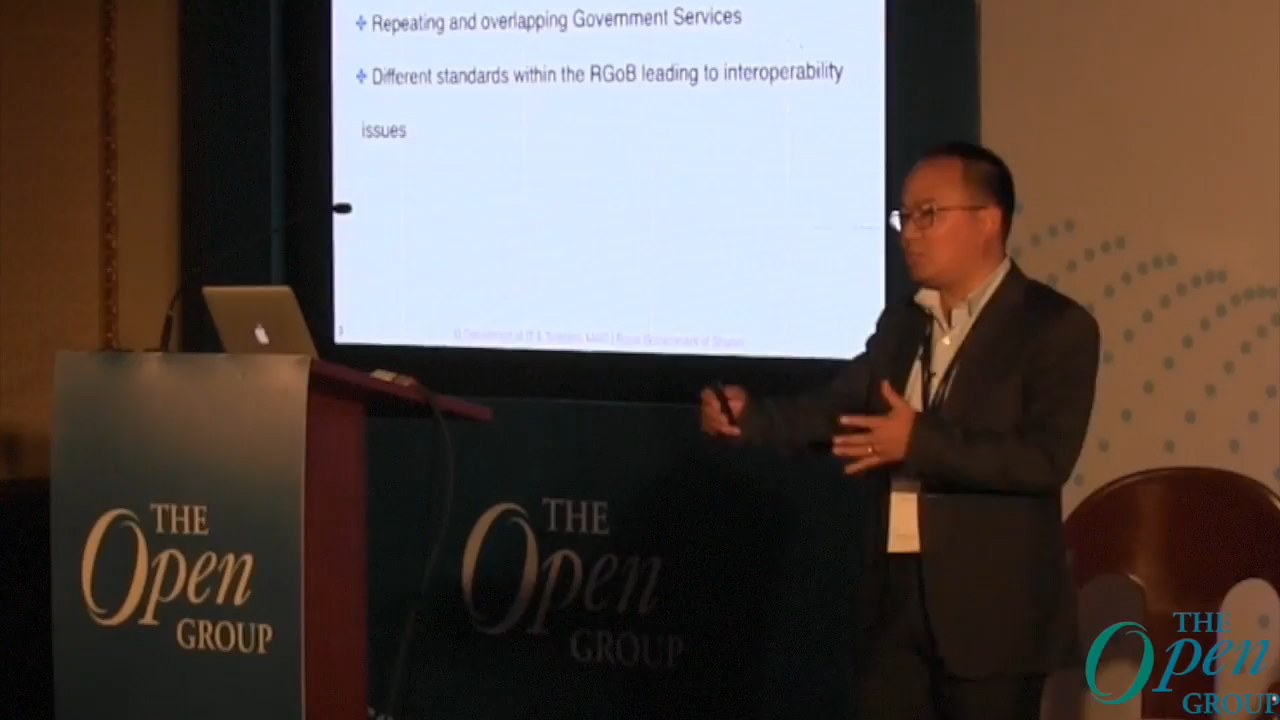 Repeating and overlapping Government Services
Different standards within the RGoB leading to interoperability
issues
THE
Open
GROUP
THE
Open
GROUP
THE
Open
GROUP